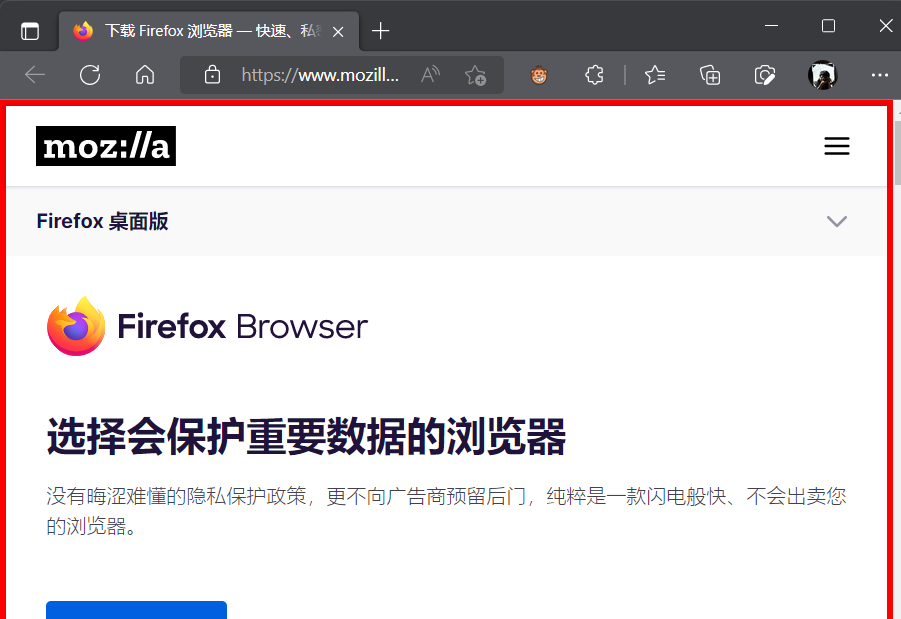 下载 Firefox 浏览器 — 快速、私
https://www.mozill...
moz://a
Firefox 桌面版
Firefox Browser
选择会保护重要数据的浏览器
没有晦涩难懂的隐私保护政策，更不向广告商预留后门，纯粹是一款闪电般快、不会出卖您
的浏览器。